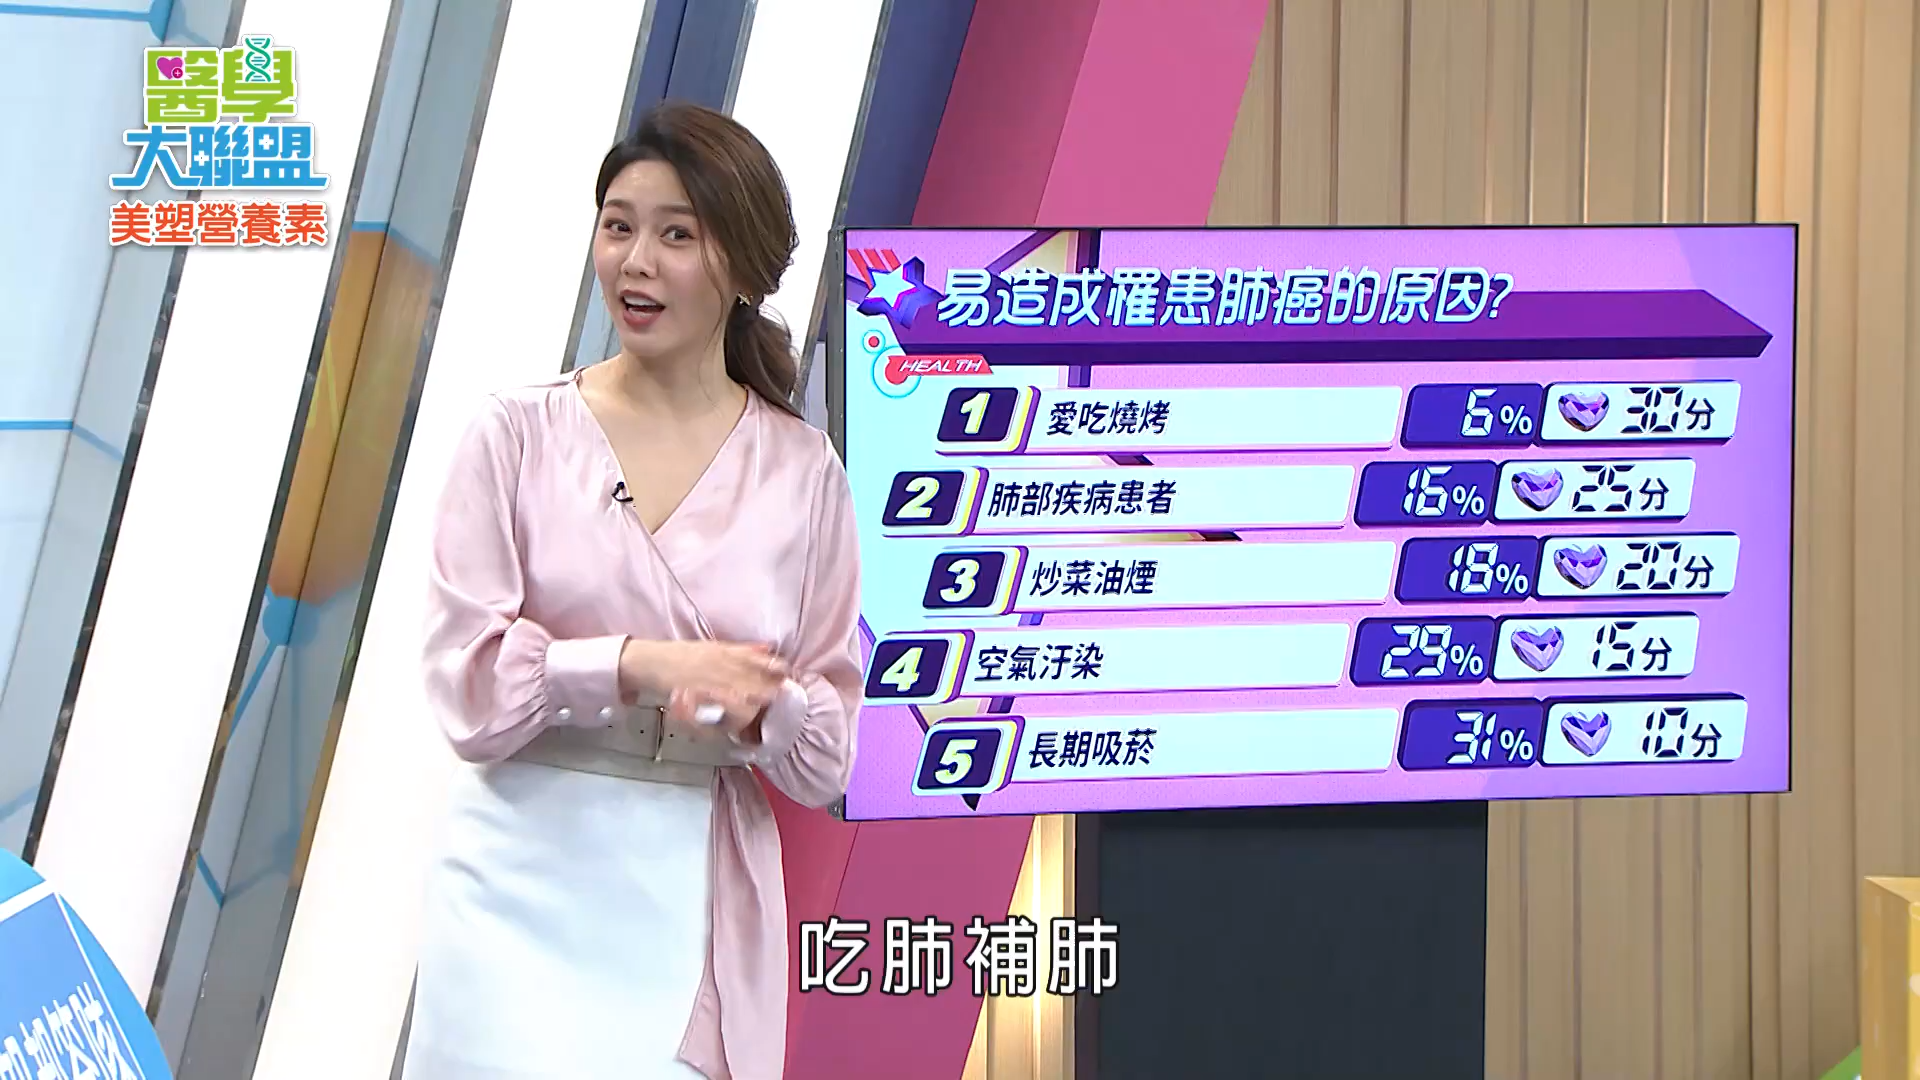 醫學
大聯盟
美塑營養素
易造成罹患肺癌的原因?
HEALTH
1 愛吃燒烤 6% 30分
2 肺部疾病患者 16% 25分
3 炒菜油煙 18% 20分
4 空氣汙染 29% 15分
5 長期吸菸 31% 10分
吃肺補肺